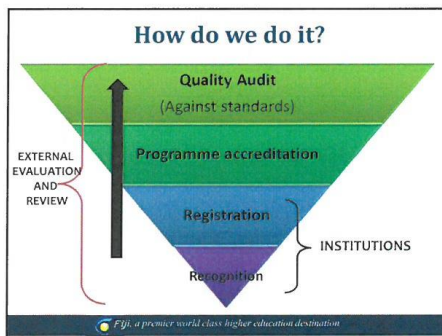 How do we do it?
Quality Audit
(Against standards)
Programme accreditation
EXTERNAL
EVALUATION
AND
REVIEW
Registration
INSTITUTIONS
Recognition
Fiji, a premier world class higher education destination